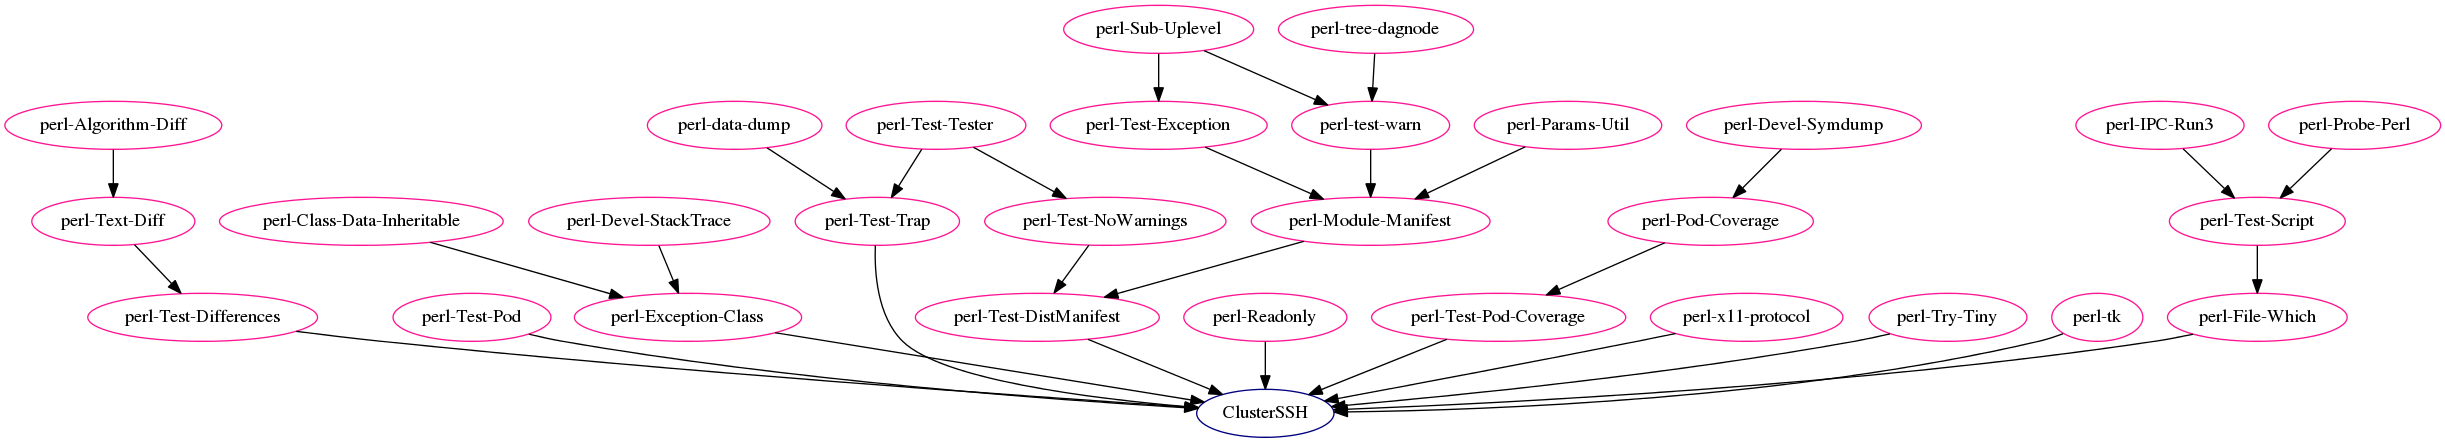 perl-Sub-Uplevel
perl-tree-dagnode
perl-Algorithm-Diff
perl-data-dump
perl-Test-Tester
perl-Test-Exception
perl-test-warn
perl-Params-Util
perl-Devel-Symdump
perl-IPC-Run3
perl-Probe-Perl
perl-Text-Diff
perl-Class-Data-Inheritable
perl-Devel-StackTrace
perl-Test-Trap
perl-Test-NoWarnings
perl-Module-Manifest
perl-Pod-Coverage
perl-Test-Script
perl-Test-Differences
perl-Test-Pod
perl-Exception-Class
perl-Test-DistManifest
perl-Readonly
perl-Test-Pod-Coverage
perl-x11-protocol
perl-Try-Tiny
perl-tk
perl-File-Which
ClusterSSH